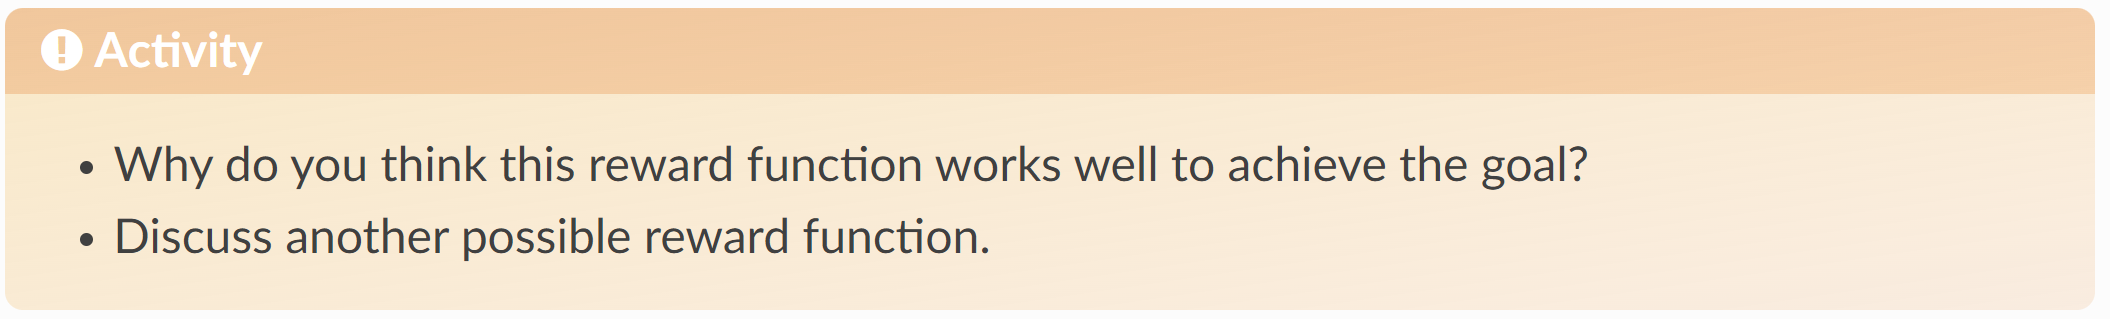 Activity
• Why do you think this reward function works well to achieve the goal?
• Discuss another possible reward function.